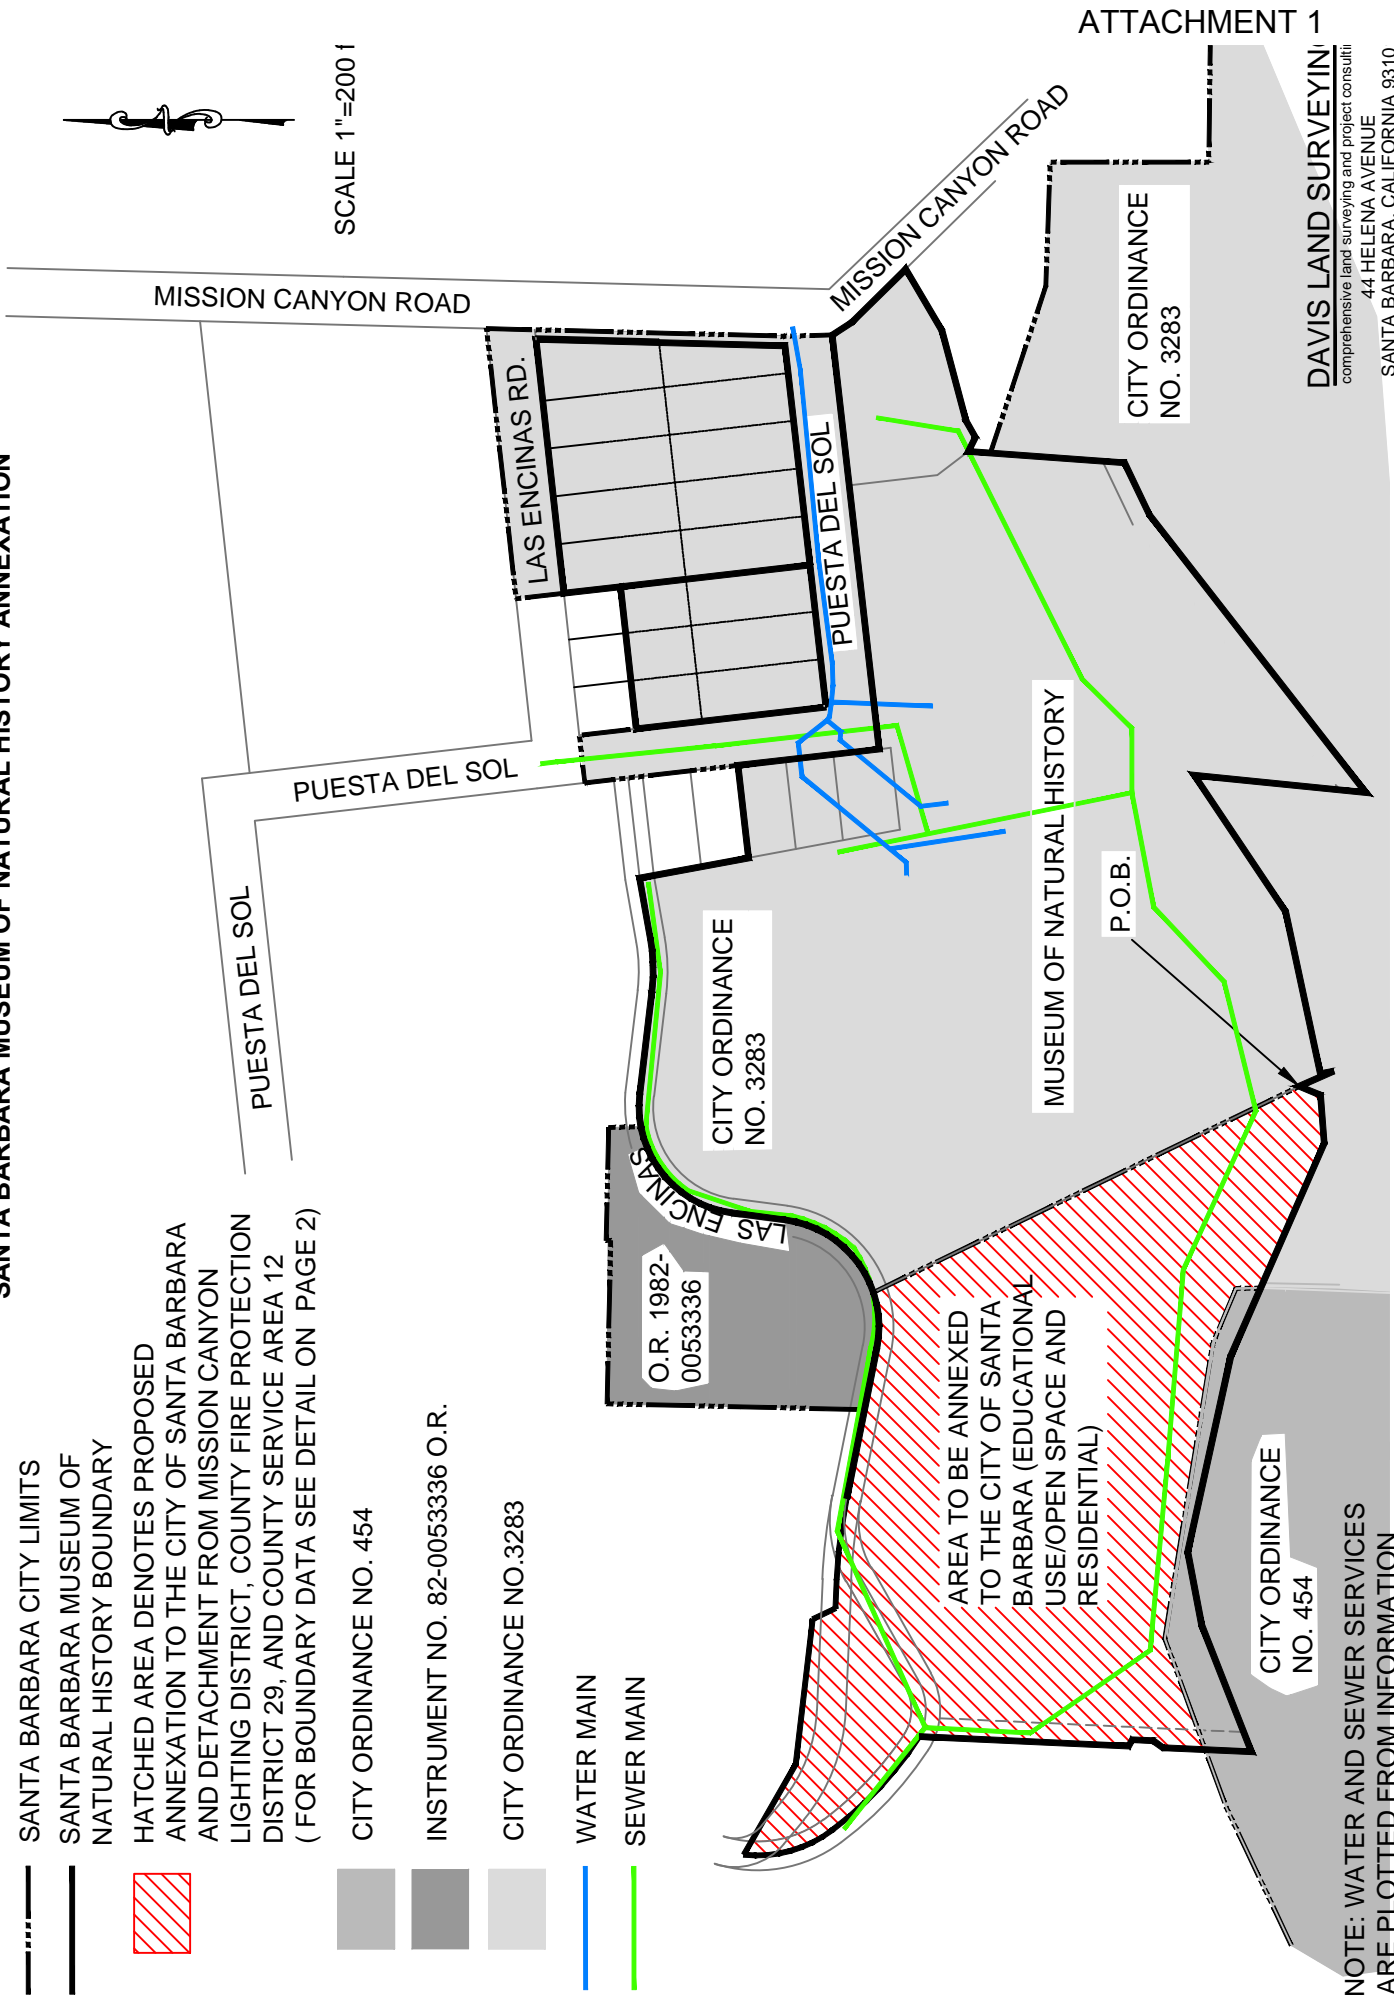 ATTACHMENT 1
SANTA BARBARA MUSEUM OF NATURAL HISTORY ANNEXATION
SCALE 1"=200
SANTA BARBARA CITY LIMITS
SANTA BARBARA MUSEUM OF
NATURAL HISTORY BOUNDARY
HATCHED AREA DENOTES PROPOSED
ANNEXATION TO THE CITY OF SANTA BARBARA
AND DETACHMENT FROM MISSION CANYON
LIGHTING DISTRICT, COUNTY FIRE PROTECTION
DISTRICT 29, AND COUNTY SERVICE AREA 12
( FOR BOUNDARY DATA SEE DETAIL ON PAGE 2)
CITY ORDINANCE NO. 454
INSTRUMENT NO. 82-0053336 O.R.
CITY ORDINANCE NO.3283
WATER MAIN
SEWER MAIN
MISSION CANYON ROAD
MISSION CANYON ROAD
LAS ENCINAS RD.
PUESTA DEL SOL
PUESTA DEL SOL
PUESTA DEL SOL
LAS ENCINAS
O.R. 1982-
0053336
CITY ORDINANCE
NO. 3283
CITY ORDINANCE
NO. 3283
MUSEUM OF NATURAL HISTORY
P.O.B.
AREA TO BE ANNEXED
TO THE CITY OF SANTA
BARBARA (EDUCATIONAL
USE/OPEN SPACE AND
RESIDENTIAL)
CITY ORDINANCE
NO. 454
NOTE: WATER AND SEWER SERVICES
ARE PLOTTED FROM INFORMATION
DAVIS LAND SURVEYIN
comprehensive land surveying and project consulti
44 HELENA AVENUE
SANTA BARBARA, CALIFORNIA 9310